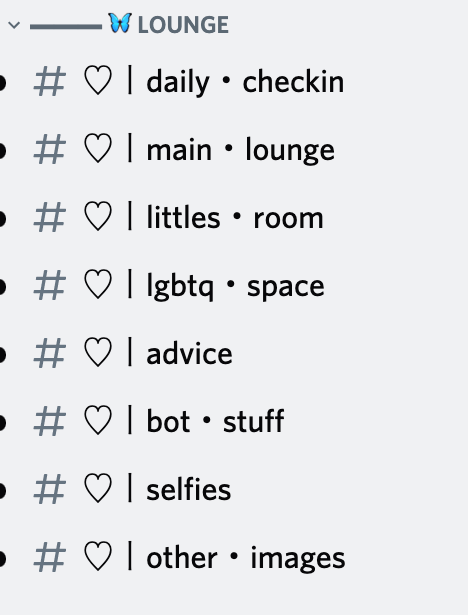 🦋 LOUNGE
# ♡ | daily • checkin
# ♡ | main • lounge
# ♡ | littles • room
# ♡ | lgbtq • space
# ♡ | advice
# ♡ | bot • stuff
# ♡ | selfies
# ♡ | other • images